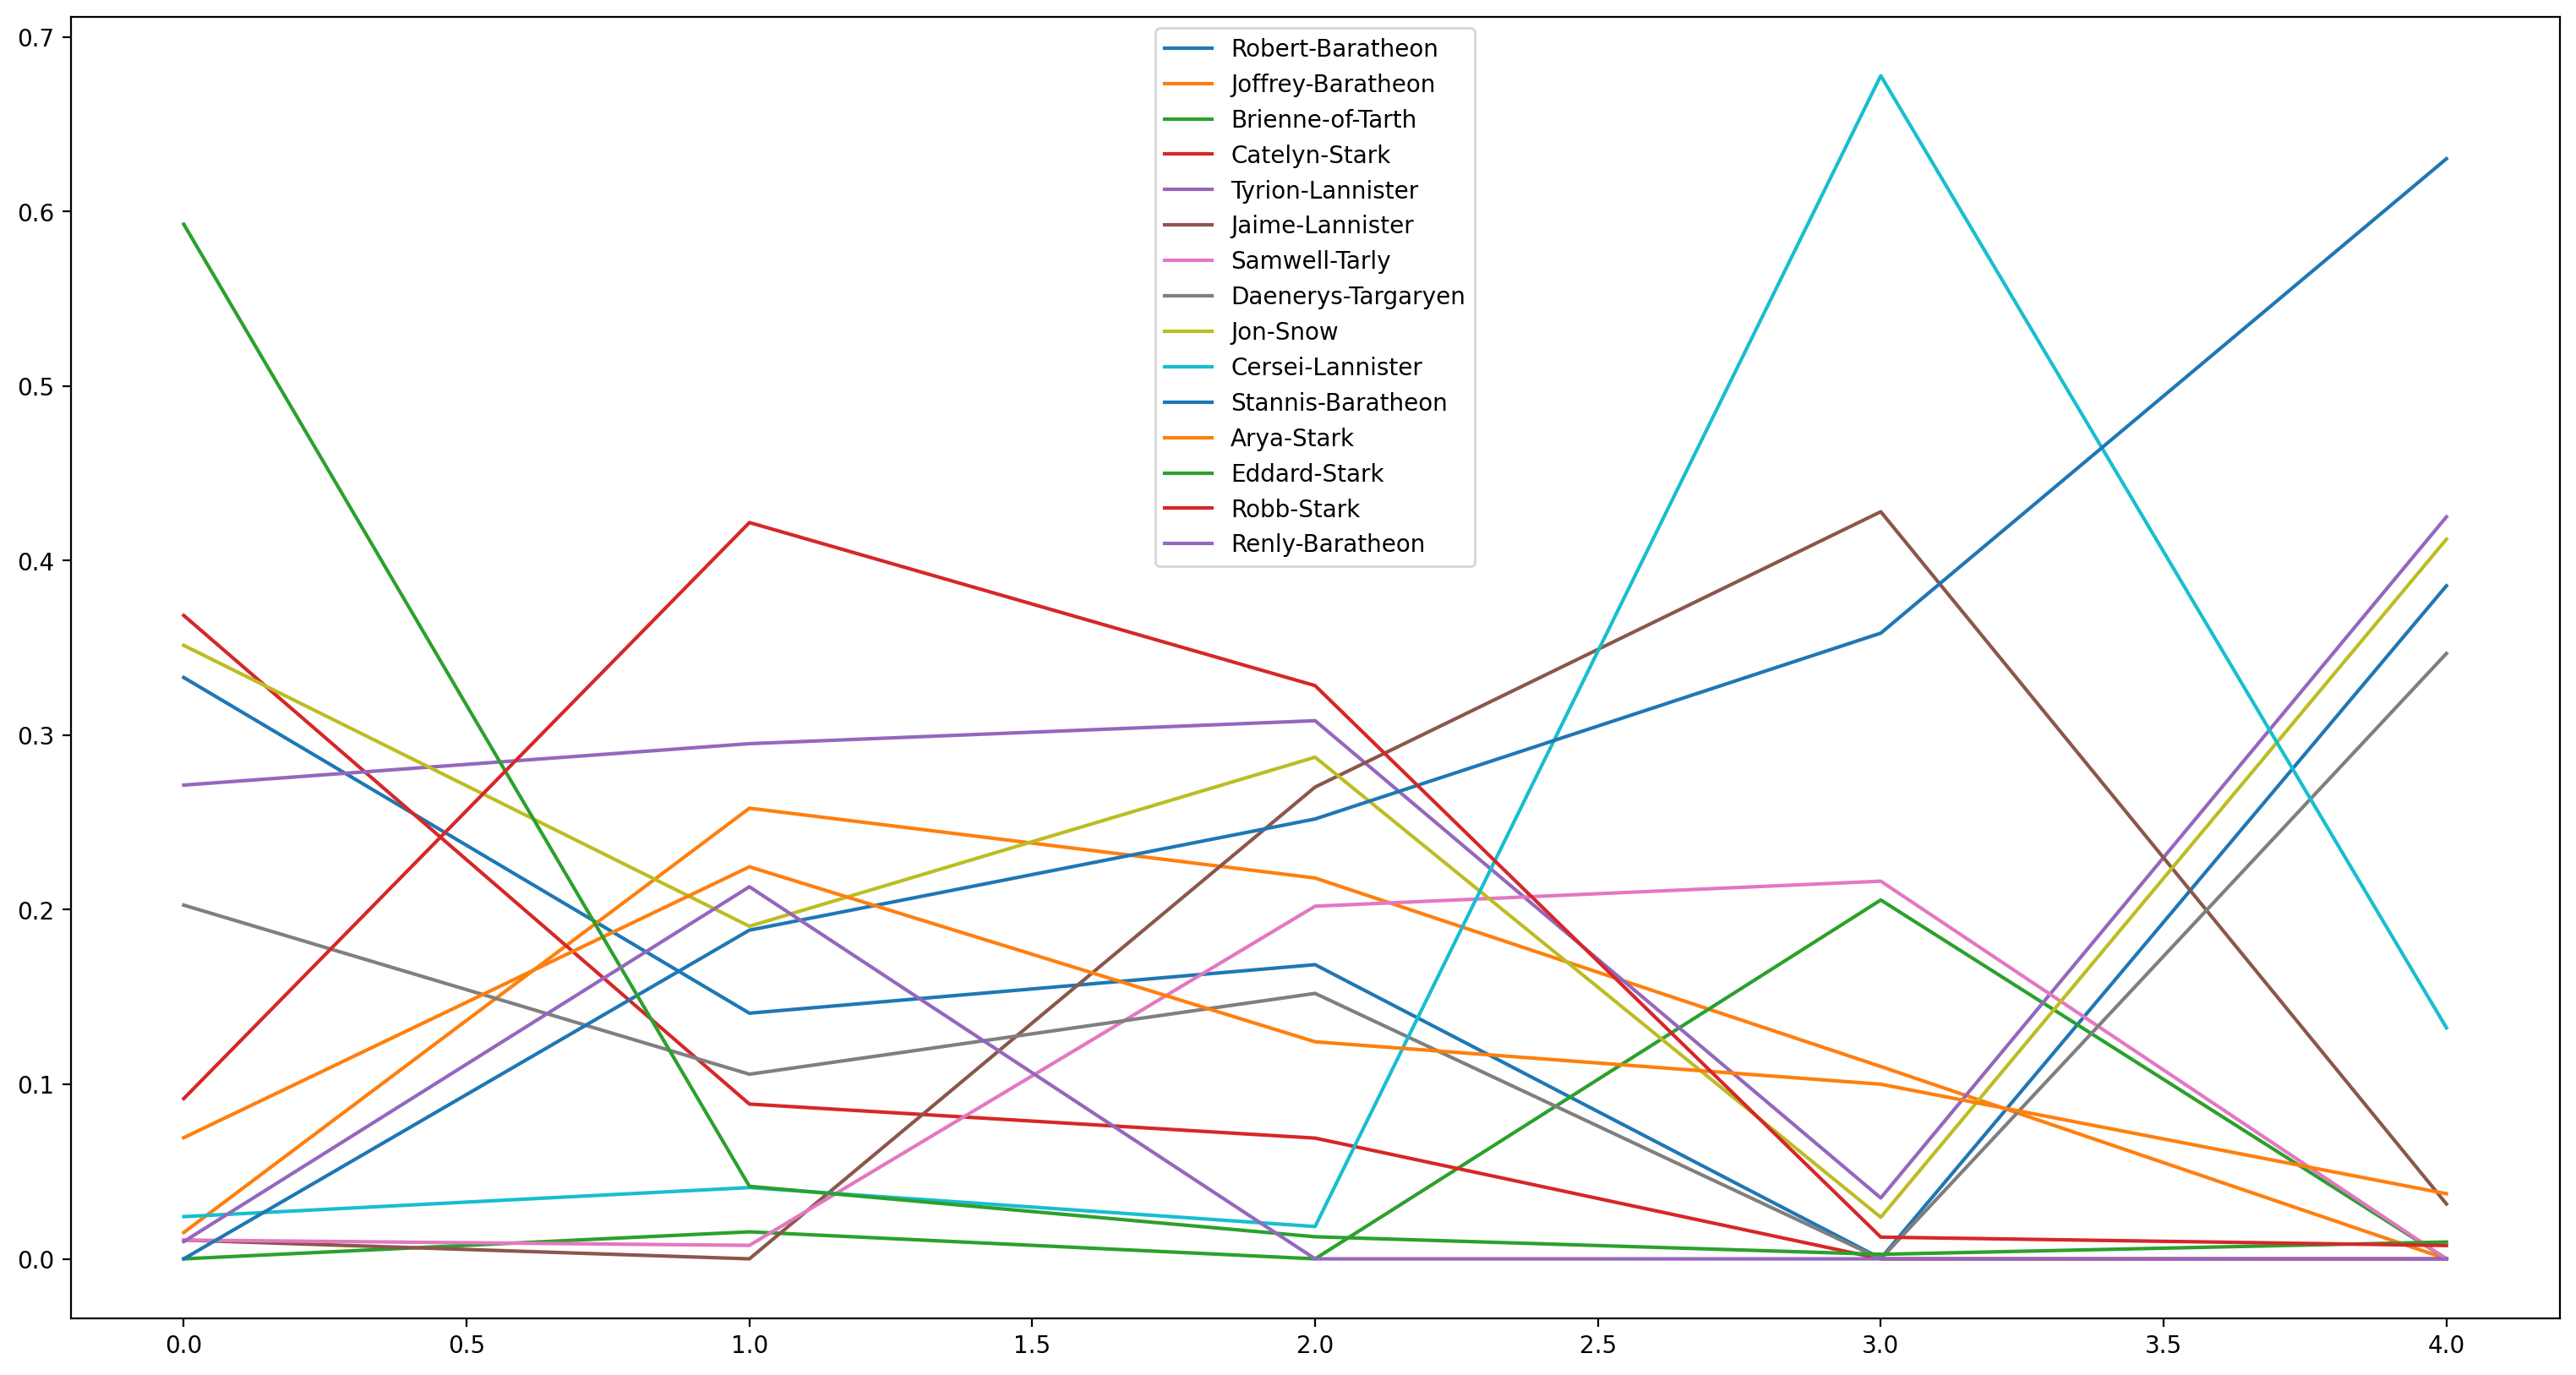 0.7
0.6
0.5
0.4
0.3
0.2
0.1
0.0
Robert-Baratheon
Joffrey-Baratheon
Brienne-of-Tarth
Catelyn-Stark
Tyrion-Lannister
Jaime-Lannister
Samwell-Tarly
Daenerys-Targaryen
Jon-Snow
Cersei-Lannister
Stannis-Baratheon
Arya-Stark
Eddard-Stark
Robb-Stark
Renly-Baratheon
0.0 0.5 1.0 1.5 2.0 2.5 3.0 3.5 4.0